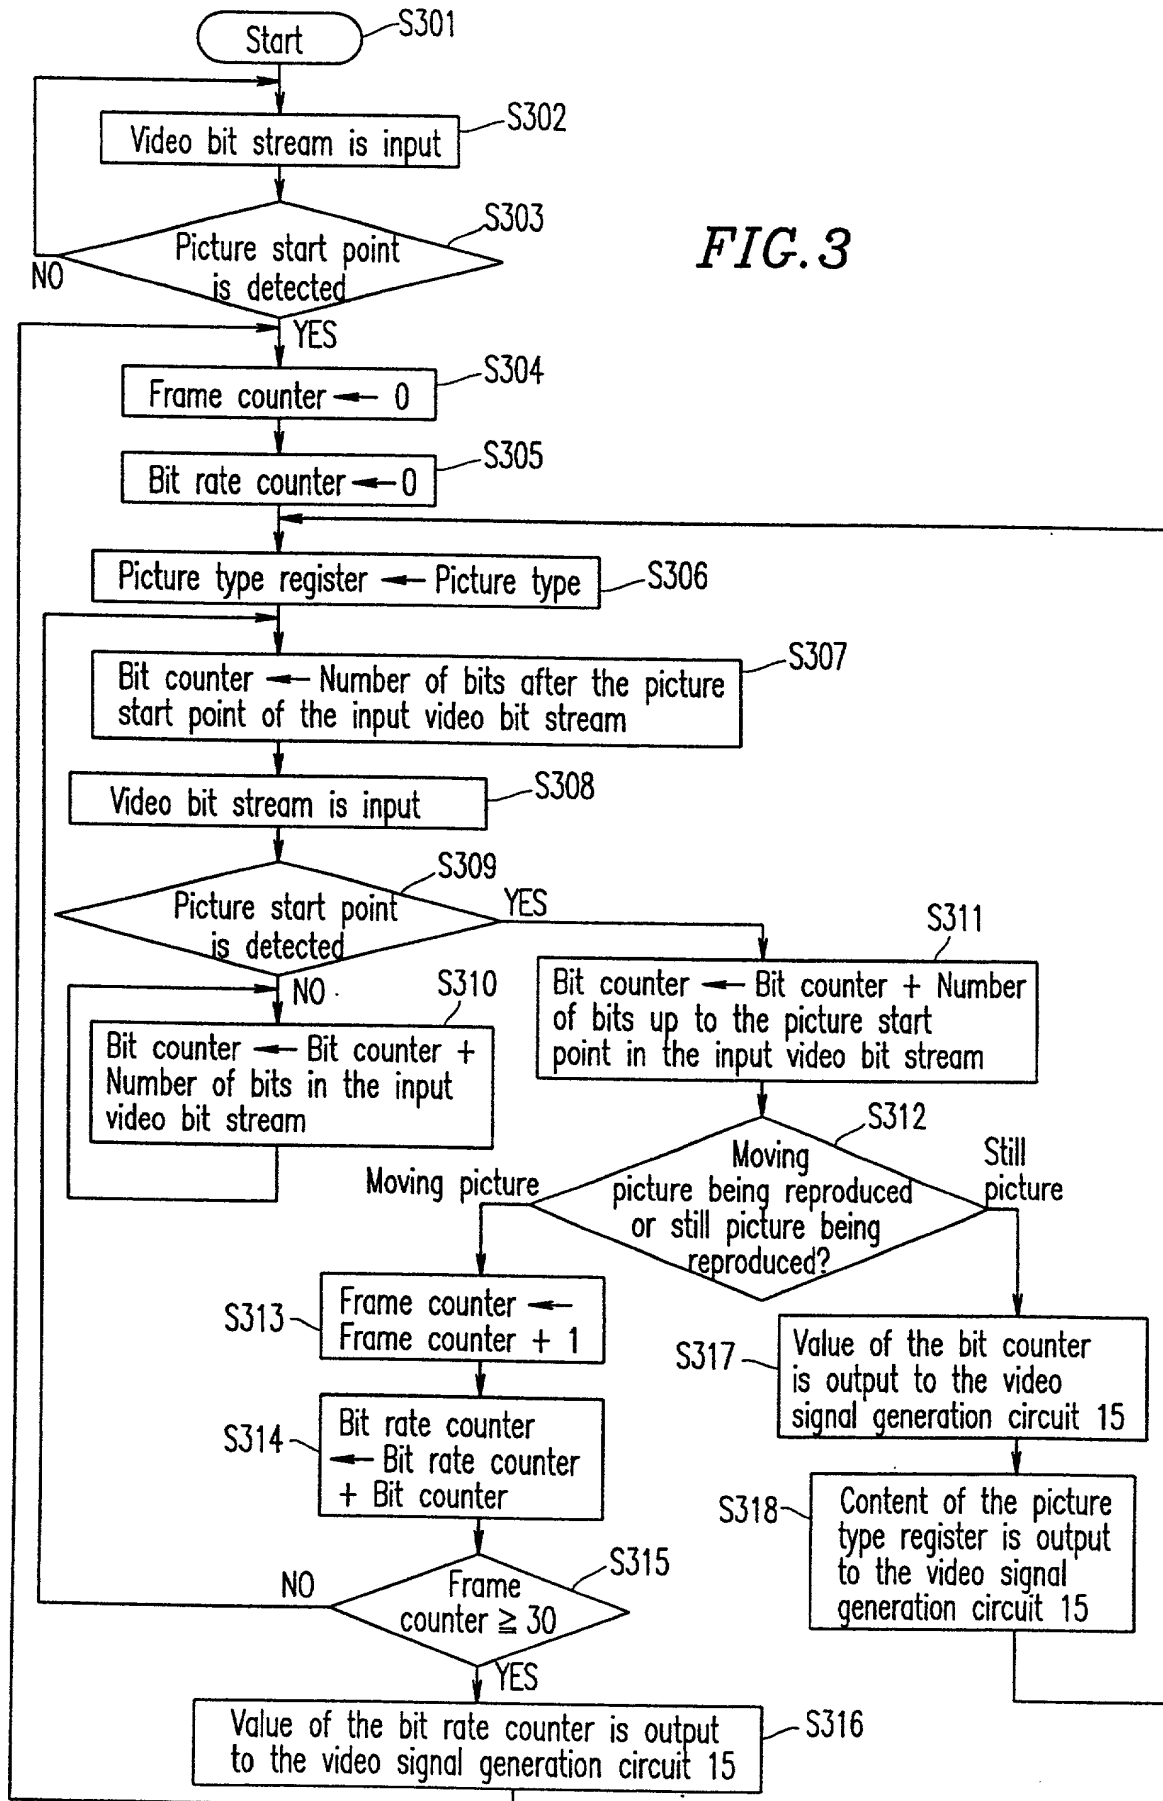 Start
S301
Video bit stream is input
S302
Picture start point
is detected
S303
NO
YES
FIG.3
Frame counter ← 0
S304
Bit rate counter ← 0
S305
Picture type register ← Picture type
S306
Bit counter ← Number of bits after the picture
start point of the input video bit stream
S307
Video bit stream is input
S308
Picture start point
is detected
S309
YES
NO
S310
Bit counter ← Bit counter +
Number of bits in the input
video bit stream
S311
Bit counter ← Bit counter + Number
of bits up to the picture start
point in the input video bit stream
S312
Moving
picture being reproduced
or still picture being
reproduced?
Moving picture
Still
picture
S313
Frame counter ←
Frame counter + 1
S314
Bit rate counter
← Bit rate counter
+ Bit counter
S317
Value of the bit counter
is output to the video
signal generation circuit 15
S318
Content of the picture
type register is output
to the video signal
generation circuit 15
S315
Frame
counter ≧ 30
NO
YES
S316
Value of the bit rate counter is output
to the video signal generation circuit 15